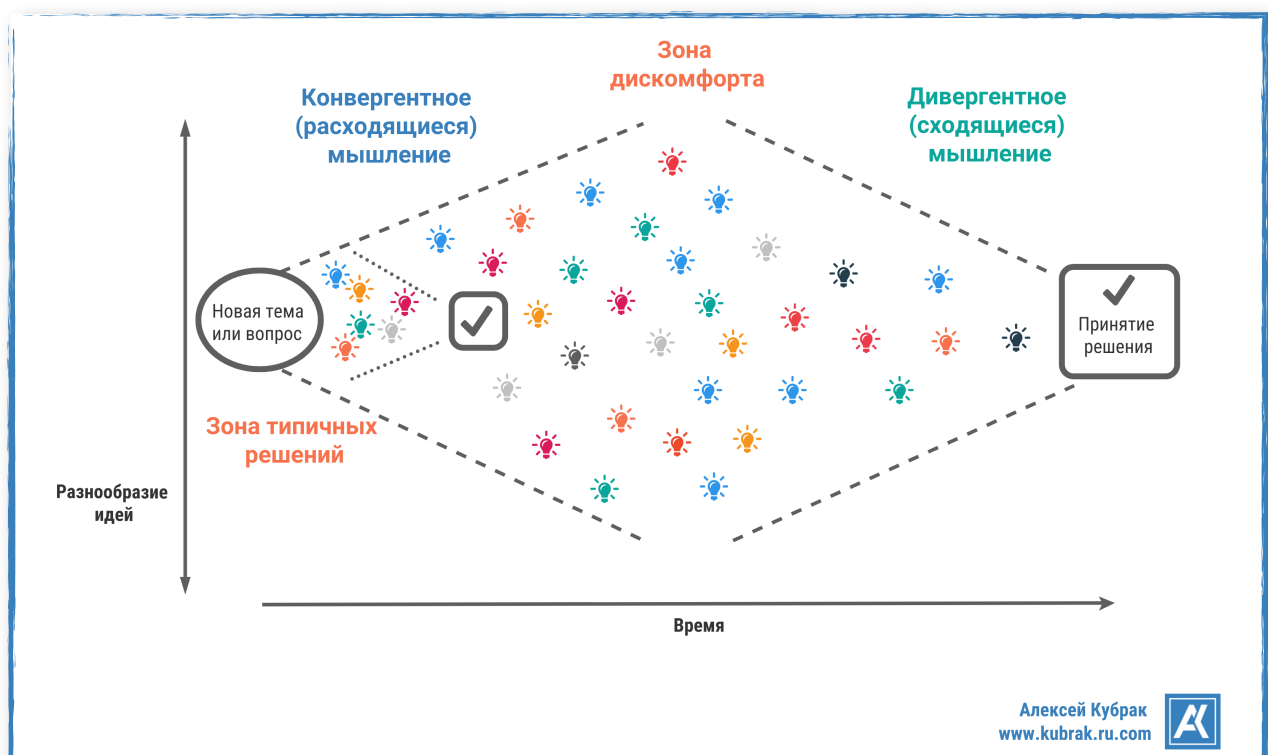 Зона
дискомфорта
Конвергентное
(расходящиеся)
мышление
Дивергентное
(сходящиеся)
мышление
Новая тема
или вопрос
Принятие
решения
Зона типичных
решений
Разнообразие
идей
Время
Алексей Кубрак
www.kubrak.ru.com
AK